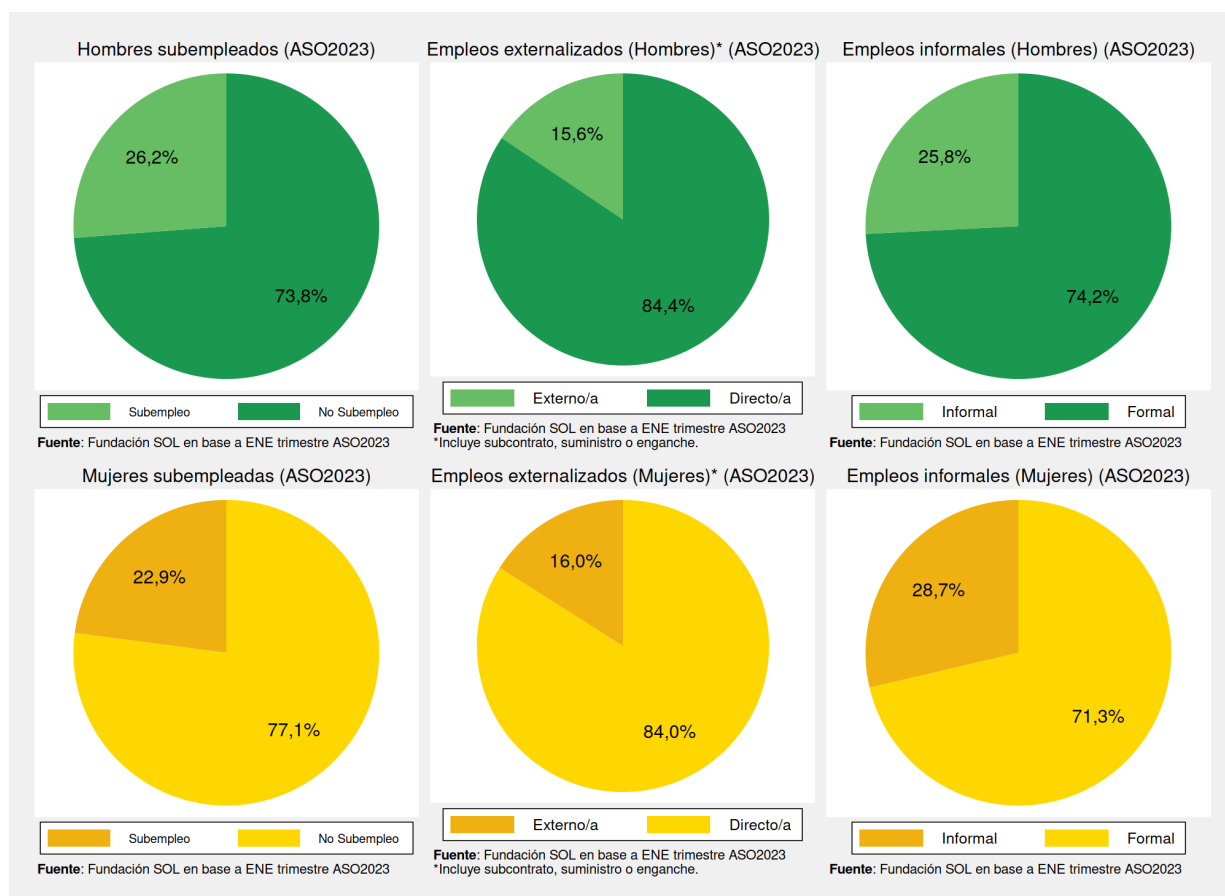 Hombres subempleados (ASO2023)
26,2%
73,8%
Subempleo No Subempleo
Fuente: Fundación SOL en base a ENE trimestre ASO2023
Empleos externalizados (Hombres)* (ASO2023)
15,6%
84,4%
Externo/a Directo/a
Fuente: Fundación SOL en base a ENE trimestre ASO2023
*Incluye subcontrato, suministro o enganche.
Empleos informales (Hombres) (ASO2023)
25,8%
74,2%
Informal Formal
Fuente: Fundación SOL en base a ENE trimestre ASO2023
Mujeres subempleadas (ASO2023)
22,9%
77,1%
Subempleo No Subempleo
Fuente: Fundación SOL en base a ENE trimestre ASO2023
Empleos externalizados (Mujeres)* (ASO2023)
16,0%
84,0%
Externo/a Directo/a
Fuente: Fundación SOL en base a ENE trimestre ASO2023
*Incluye subcontrato, suministro o enganche.
Empleos informales (Mujeres) (ASO2023)
28,7%
71,3%
Informal Formal
Fuente: Fundación SOL en base a ENE trimestre ASO2023